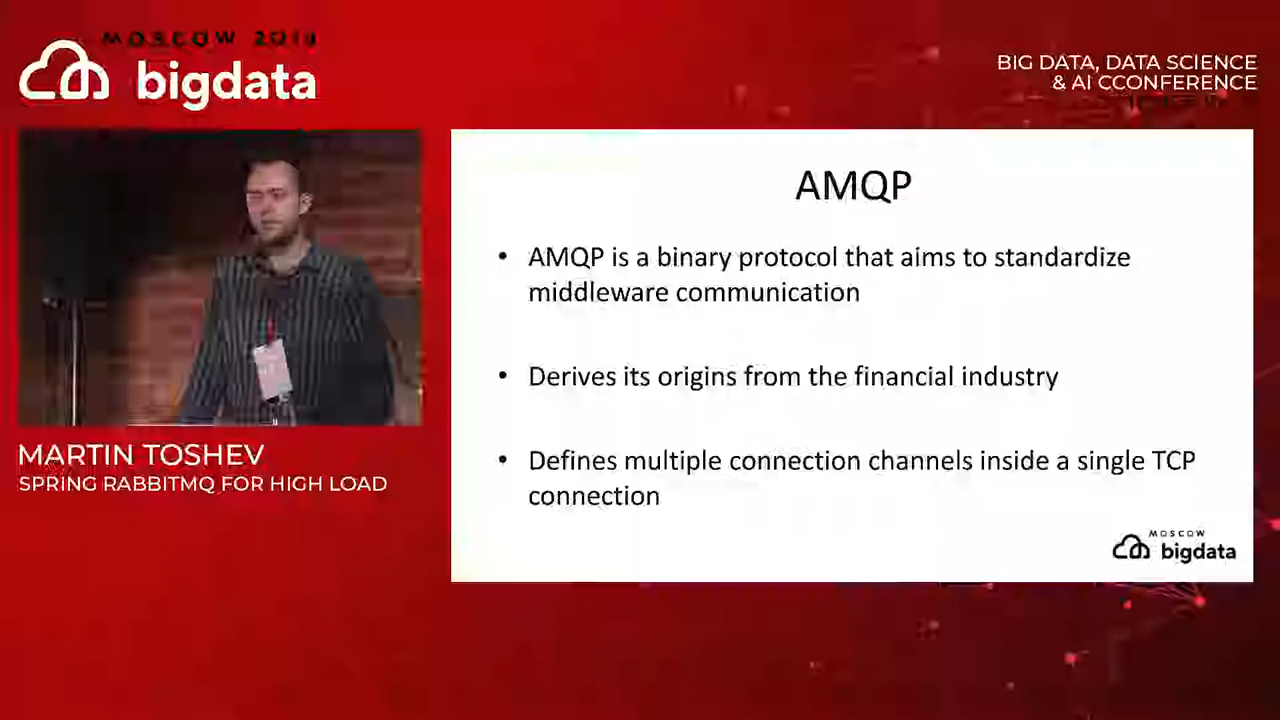 MOSCOW
bigdata
BIG DATA, DATA SCIENCE
& AI CCONFERENCE
MARTIN TOSHEV
SPRING RABBITMQ FOR HIGH LOAD
AMQP
• AMQP is a binary protocol that aims to standardize
middleware communication
• Derives its origins from the financial industry
• Defines multiple connection channels inside a single TCP
connection
MOSCOW
bigdata